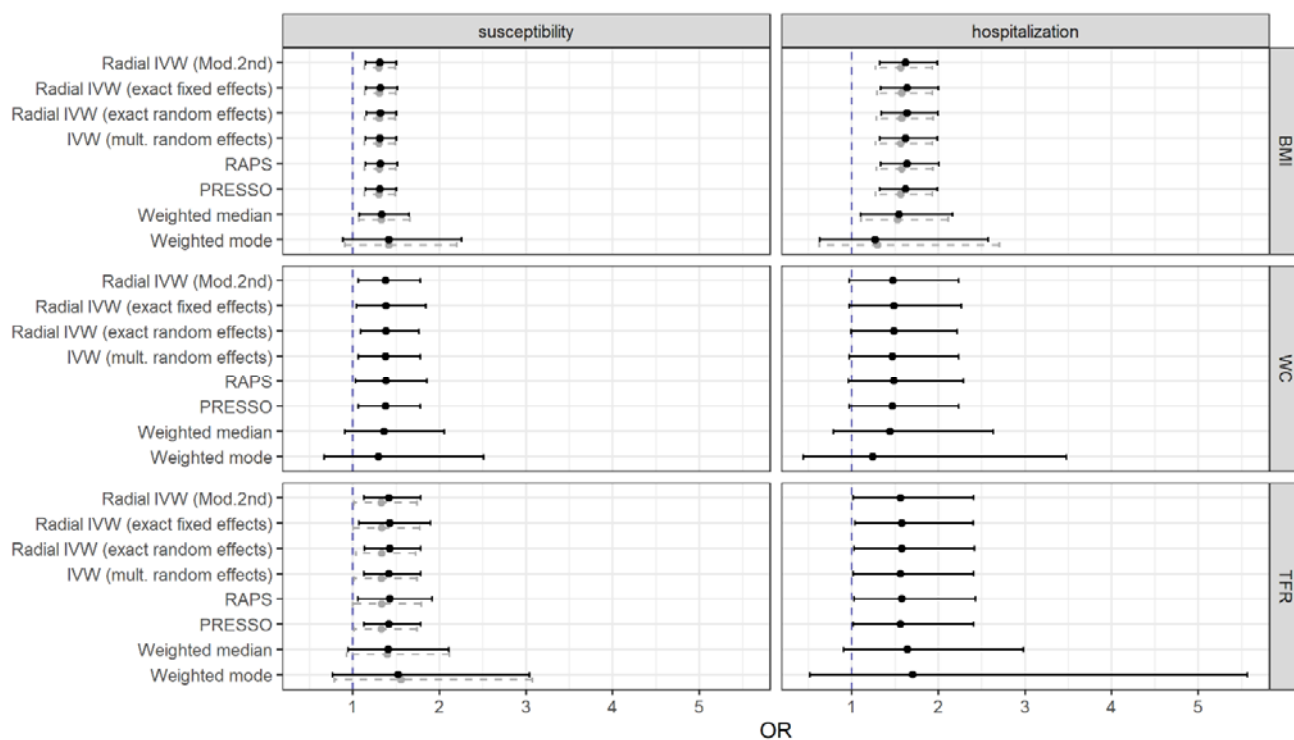 susceptibility
hospitalization
Radial IVW (Mod.2nd)
Radial IVW (exact fixed effects)
Radial IVW (exact random effects)
IVW (mult. random effects)
RAPS
PRESSO
Weighted median
Weighted mode
BMI
Radial IVW (Mod.2nd)
Radial IVW (exact fixed effects)
Radial IVW (exact random effects)
IVW (mult. random effects)
RAPS
PRESSO
Weighted median
Weighted mode
WC
Radial IVW (Mod.2nd)
Radial IVW (exact fixed effects)
Radial IVW (exact random effects)
IVW (mult. random effects)
RAPS
PRESSO
Weighted median
Weighted mode
TFR
1 2 3 4 5
1 2 3 4 5
OR